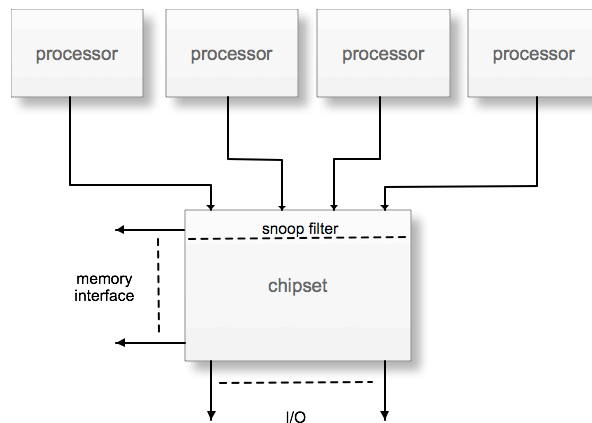 processor processor processor processor
snoop filter
chipset
memory
interface
I/O